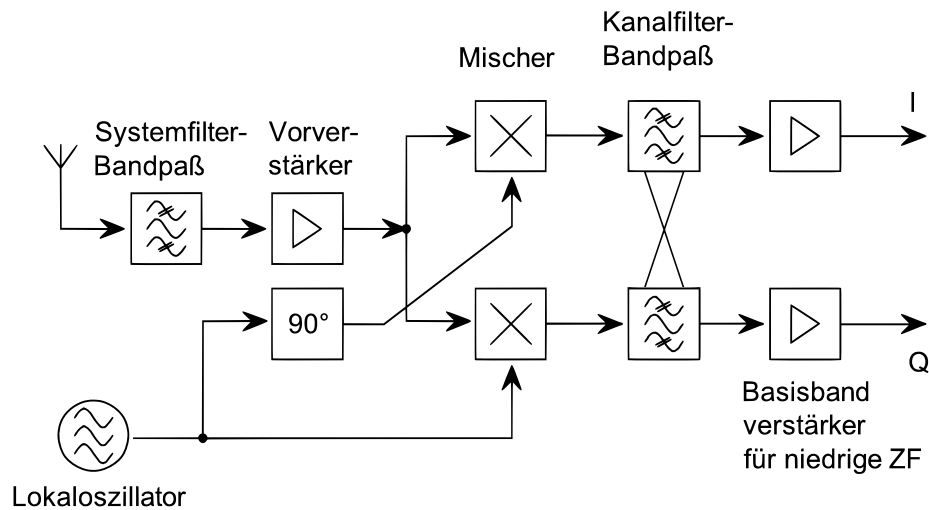 Kanalfilter-
Bandpaß
Mischer
I
Systemfilter-
Bandpaß
Vorver-
stärker
90°
Q
Basisband
verstärker
für niedrige ZF
Lokaloszillator